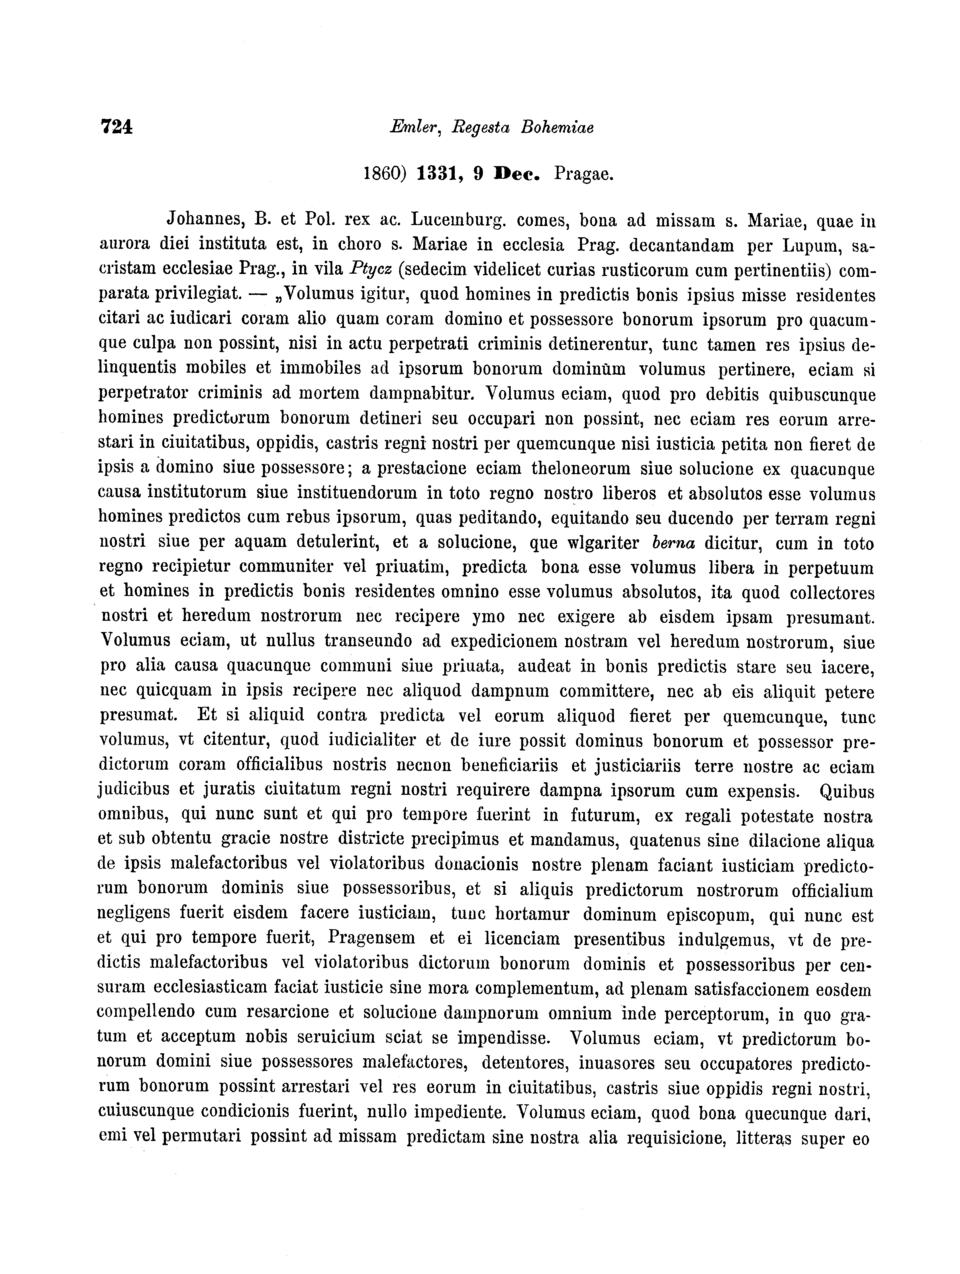 724 Emler, Regesta Bohemiae
1860) 1331, 9 Dec. Pragae.
Johannes, B. et Pol. rex ac. Lucemburg. comes, bona ad missam s. Mariae, quae in
aurora diei instituta est, in choro s. Mariae in ecclesia Prag. decantandam per Lupum, sa-
cristam ecclesiae Prag., in vila Ptycz (sedecim videlicet curias rusticorum cum pertinentiis) com-
parata privilegiat. — „Volumus igitur, quod homines in predictis bonis ipsius misse residentes
citari ac iudicari coram alio quam coram domino et possessore bonorum ipsorum pro quacum-
que culpa non possint, nisi in actu perpetrati criminis detinerentur, tunc tamen res ipsius de-
linquentis mobiles et immobiles ad ipsorum bonorum dominum volumus pertinere, eciam si
perpetrator criminis ad mortem dampnabitur. Volumus eciam, quod pro debitis quibuscunque
homines predictorum bonorum detineri seu occupari non possint, nec eciam res eorum arre-
stari in ciuitatibus, oppidis, castris regni nostri per quemcunque nisi iusticia petita non fieret de
ipsis a domino siue possessore; a prestacione eciam theloneorum siue solucione ex quacunque
causa institutorum siue instituendorum in toto regno nostro liberos et absolutos esse volumus
homines predictos cum rebus ipsorum, quas peditando, equitando seu ducendo per terram regni
nostri siue per aquam detulerint, et a solucione, que wlgariter berna dicitur, cum in toto
regno recipietur communiter vel priuatim, predicta bona esse volumus libera in perpetuum
et homines in predictis bonis residentes omnino esse volumus absolutos, ita quod collectores
nostri et heredum nostrorum nec recipere ymo nec exigere ab eisdem ipsam presumant.
Volumus eciam, ut nullus transeundo ad expedicionem nostram vel heredum nostrorum, siue
pro alia causa quacunque communi siue priuata, audeat in bonis predictis stare seu iacere,
nec quicquam in ipsis recipere nec aliquod dampnum committere, nec ab eis aliquit petere
presumat. Et si aliquid contra predicta vel eorum aliquod fieret per quemcunque, tunc
volumus, vt citentur, quod iudicialiter et de iure possit dominus bonorum et possessor pre-
dictorum coram officialibus nostris necnon beneficiariis et justiciariis terre nostre ac eciam
judicibus et juratis ciuitatum regni nostri requirere dampna ipsorum cum expensis. Quibus
omnibus, qui nunc sunt et qui pro tempore fuerint in futurum, ex regali potestate nostra
et sub obtentu gracie nostre districte precipimus et mandamus, quatenus sine dilacione aliqua
de ipsis malefactoribus vel violatoribus donacionis nostre plenam faciant iusticiam predicto-
rum bonorum dominis siue possessoribus, et si aliquis predictorum nostrorum officialium
negligens fuerit eisdem facere iusticiam, tunc hortamur dominum episcopum, qui nunc est
et qui pro tempore fuerit, Pragensem et ei licenciam presentibus indulgemus, vt de pre-
dictis malefactoribus vel violatoribus dictorum bonorum dominis et possessoribus per cen-
suram ecclesiasticam faciat iusticie sine mora complementum, ad plenam satisfaccionem eosdem
compellendo cum resarcione et solucione dampnorum omnium inde perceptorum, in quo gra-
tum et acceptum nobis seruicium sciat se impendisse. Volumus eciam, vt predictorum bo-
norum domini siue possessores malefactores, detentores, inuasores seu occupatores predicto-
rum bonorum possint arrestari vel res eorum in ciuitatibus, castris siue oppidis regni nostri,
cuiuscunque condicionis fuerint, nullo impediente. Volumus eciam, quod bona quecunque dari,
emi vel permutari possint ad missam predictam sine nostra alia requisicione, litteras super eo